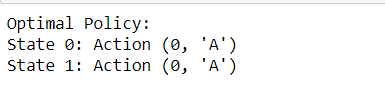 Optimal Policy:
State 0: Action (0, 'A')
State 1: Action (0, 'A')